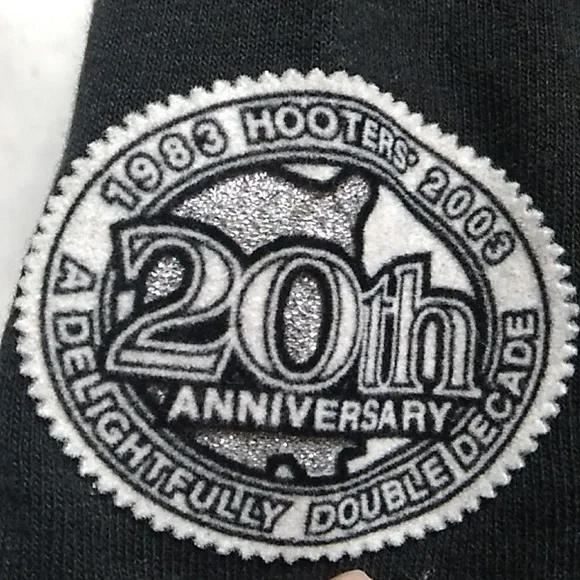 1983 HOOTERS® 2003
20th
ANNIVERSARY
A DELIGHTFULLY DOUBLE DECADE